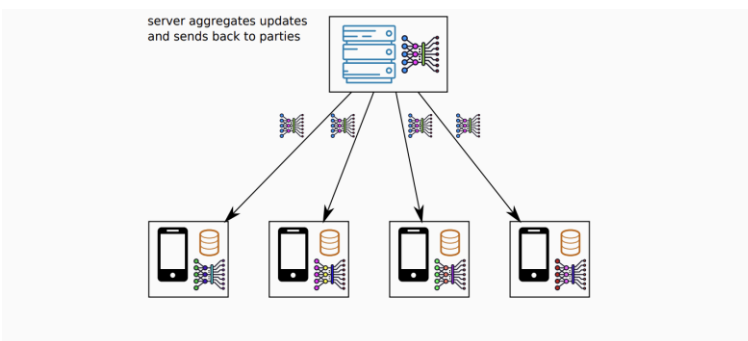 server aggregates updates
and sends back to parties